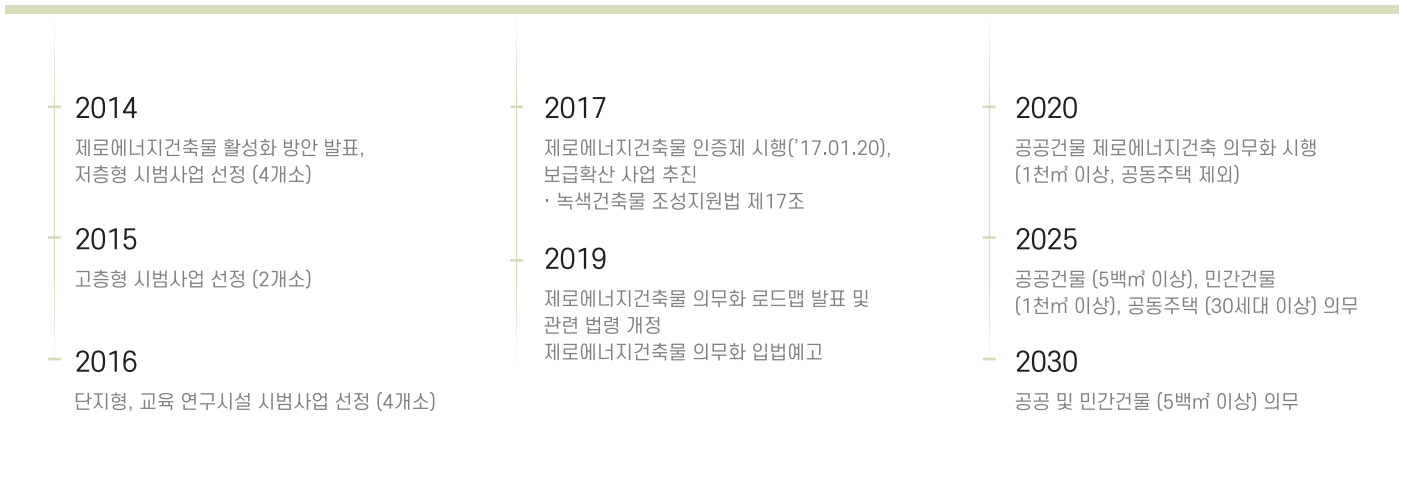 2014
제로에너지건축물 활성화 방안 발표,
저층형 시범사업 선정 (4개소)
2015
고층형 시범사업 선정 (2개소)
2016
단지형, 교육 연구시설 시범사업 선정 (4개소)
2017
제로에너지건축물 인증제 시행(’17.01.20),
보급확산 사업 추진
· 녹색건축물 조성지원법 제17조
2019
제로에너지건축물 의무화 로드맵 발표 및
관련 법령 개정
제로에너지건축물 의무화 입법예고
2020
공공건물 제로에너지건축 의무화 시행
(1천㎡ 이상, 공동주택 제외)
2025
공공건물 (5백㎡ 이상), 민간건물
(1천㎡ 이상), 공동주택 (30세대 이상) 의무
2030
공공 및 민간건물 (5백㎡ 이상) 의무